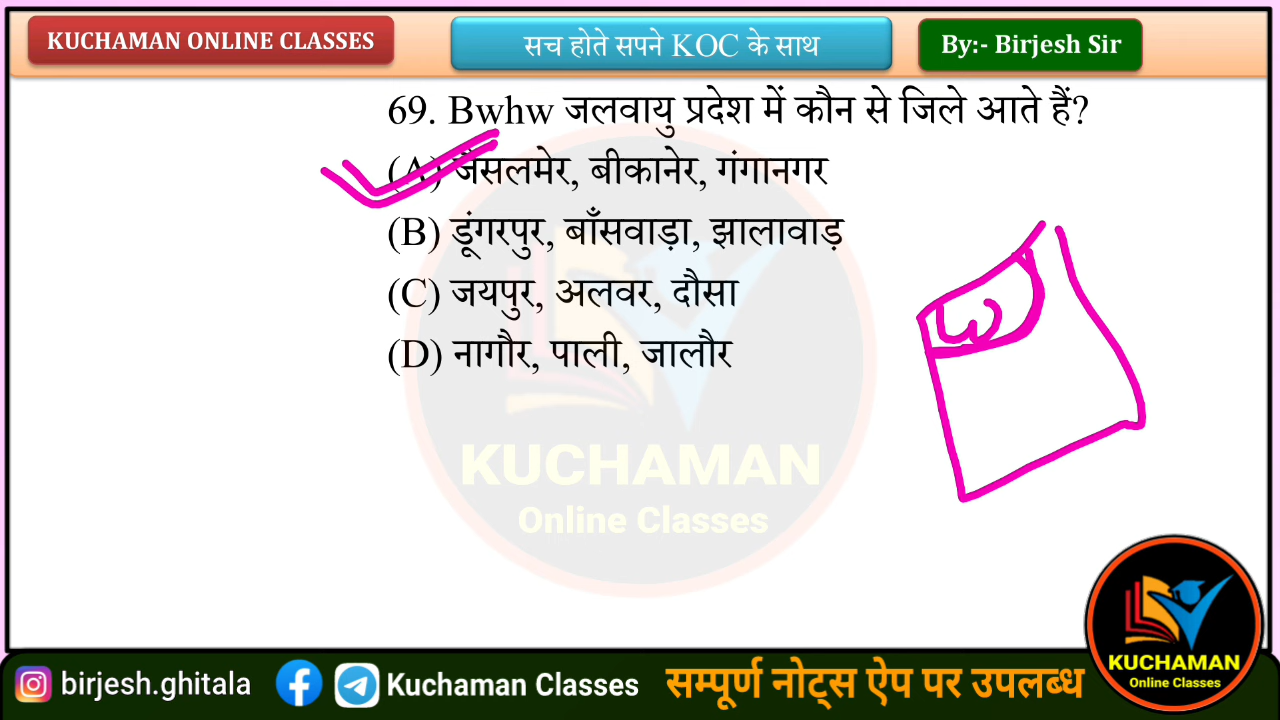 KUCHAMAN ONLINE CLASSES
सच होते सपने KOC के साथ
By:- Birjesh Sir
69. Bwhw जलवायु प्रदेश में कौन से जिले आते हैं?
(A) जैसलमेर, बीकानेर, गंगानगर
(B) डूंगरपुर, बाँसवाड़ा, झालावाड़
(C) जयपुर, अलवर, दौसा
(D) नागौर, पाली, जालौर
KUCHAMAN
Online Classes
KUCHAMAN
Online Classes
birjesh.ghitala
Kuchaman Classes
सम्पूर्ण नोट्स ऐप पर उपलब्ध